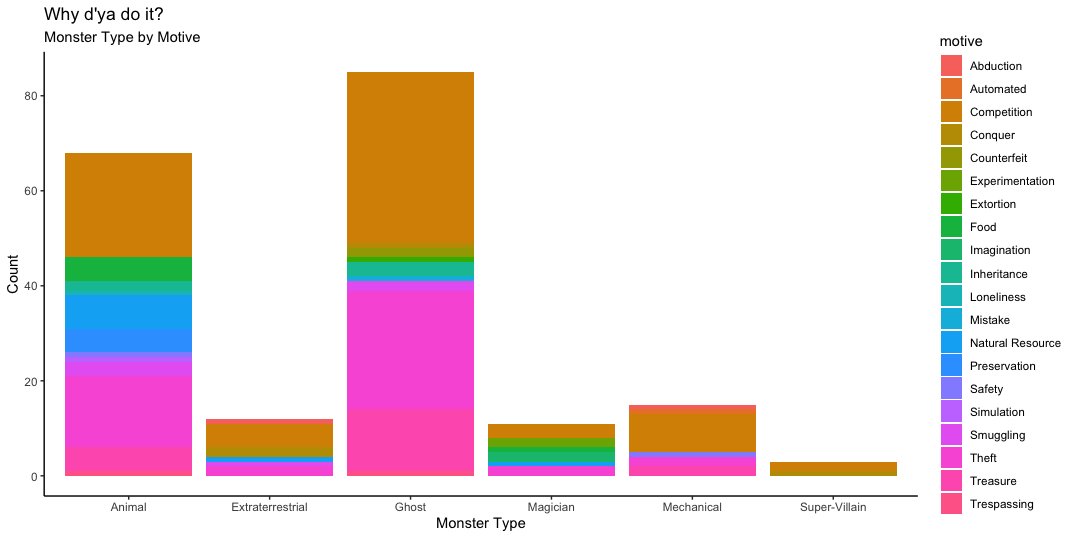 Why d'ya do it?
Monster Type by Motive
Count
80
60
40
20
0
Animal
Extraterrestrial
Ghost
Magician
Mechanical
Super-Villain
Monster Type
motive
Abduction
Automated
Competition
Conquer
Counterfeit
Experimentation
Extortion
Food
Imagination
Inheritance
Loneliness
Mistake
Natural Resource
Preservation
Safety
Simulation
Smuggling
Theft
Treasure
Trespassing